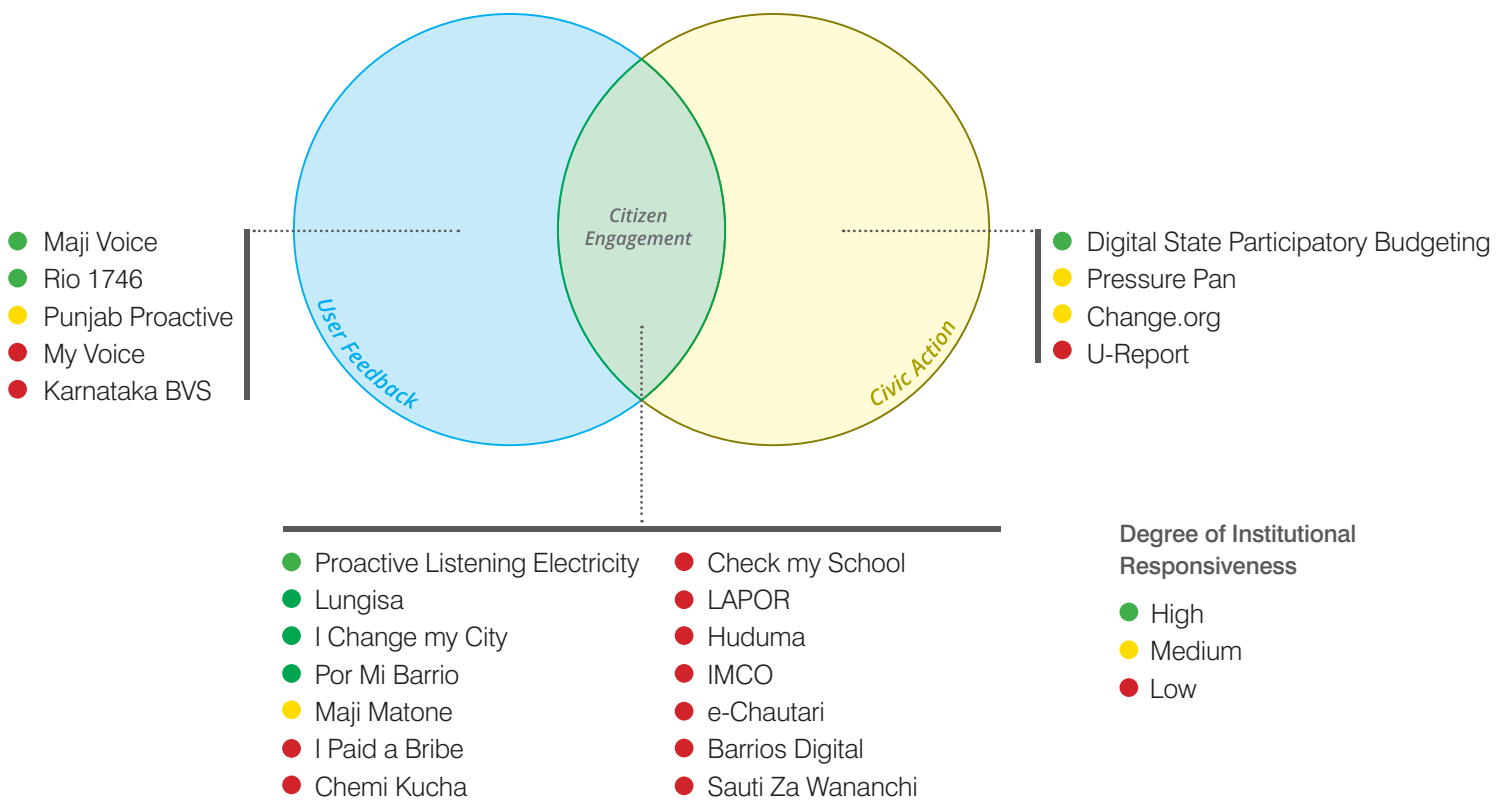 Citizen
Engagement
User Feedback
Civic Action
Maji Voice
Rio 1746
Punjab Proactive
My Voice
Karnataka BVS
Digital State Participatory Budgeting
Pressure Pan
Change.org
U-Report
Proactive Listening Electricity
Lungisa
I Change my City
Por Mi Barrio
Maji Matone
I Paid a Bribe
Chemi Kucha
Check my School
LAPOR
Huduma
IMCO
e-Chautari
Barrios Digital
Sauti Za Wananchi
Degree of Institutional
Responsiveness
High
Medium
Low